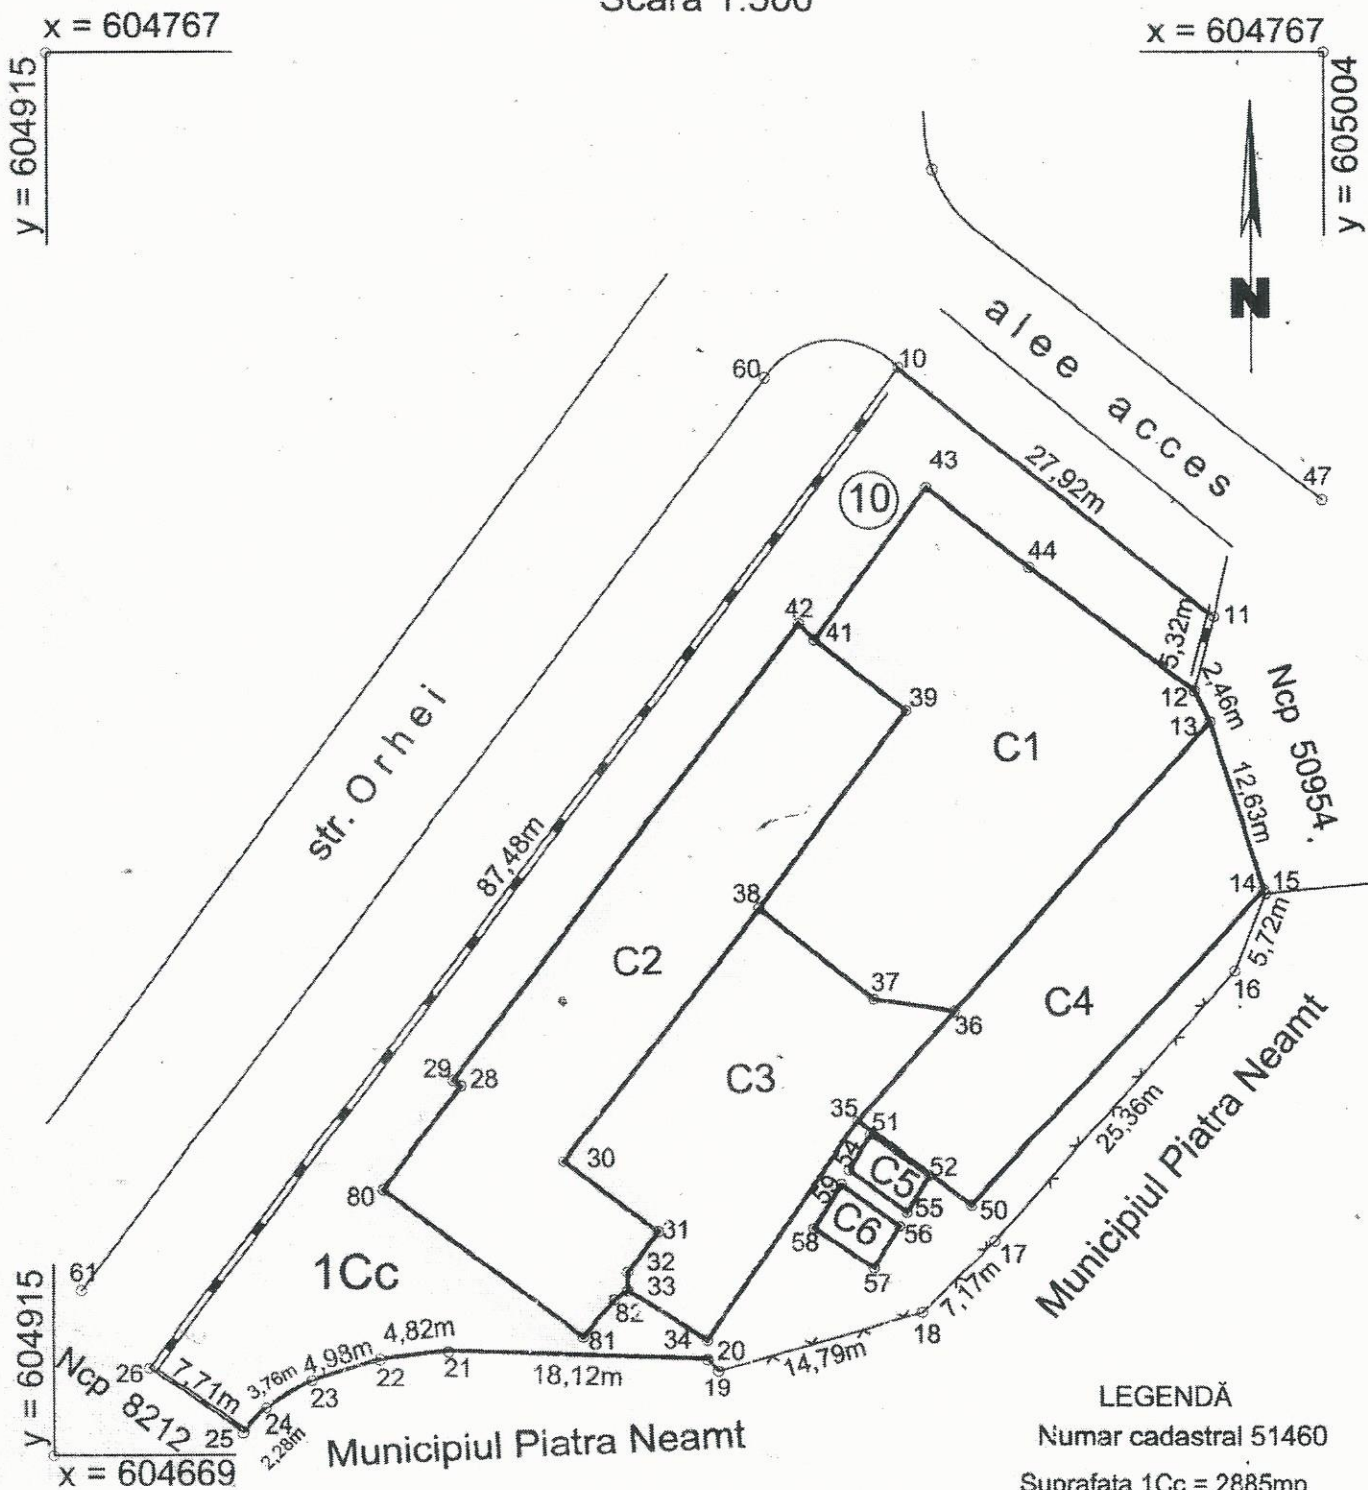 Scara 1:500
x = 604767
x = 604767
y = 604915
y = 605004
N
alee acces
60
10
47
43
27,92m
10
44
42
41
11
5,32m
12
2,46m
13
39
Ncp 50954
C1
str. Orhei
12,63m
87,48m
38
14
15
5,72m
C2
37
16
36
C4
29
28
C3
35
51
25,36m
Municipiul Piatra Neamt
30
54
C5
52
80
59
55
50
31
C6
56
58
17
32
1Cc
33
57
61
82
7,17m
34
20
18
81
y = 604915
26
Ncp 8212
7,71m
3,76m
4,98m
4,82m
21
22
23
18,12m
19
14,79m
24
25
2,28m
Municipiul Piatra Neamt
x = 604669
LEGENDĂ
Numar cadastral 51460
Suprafata 1Cc = 2885mp